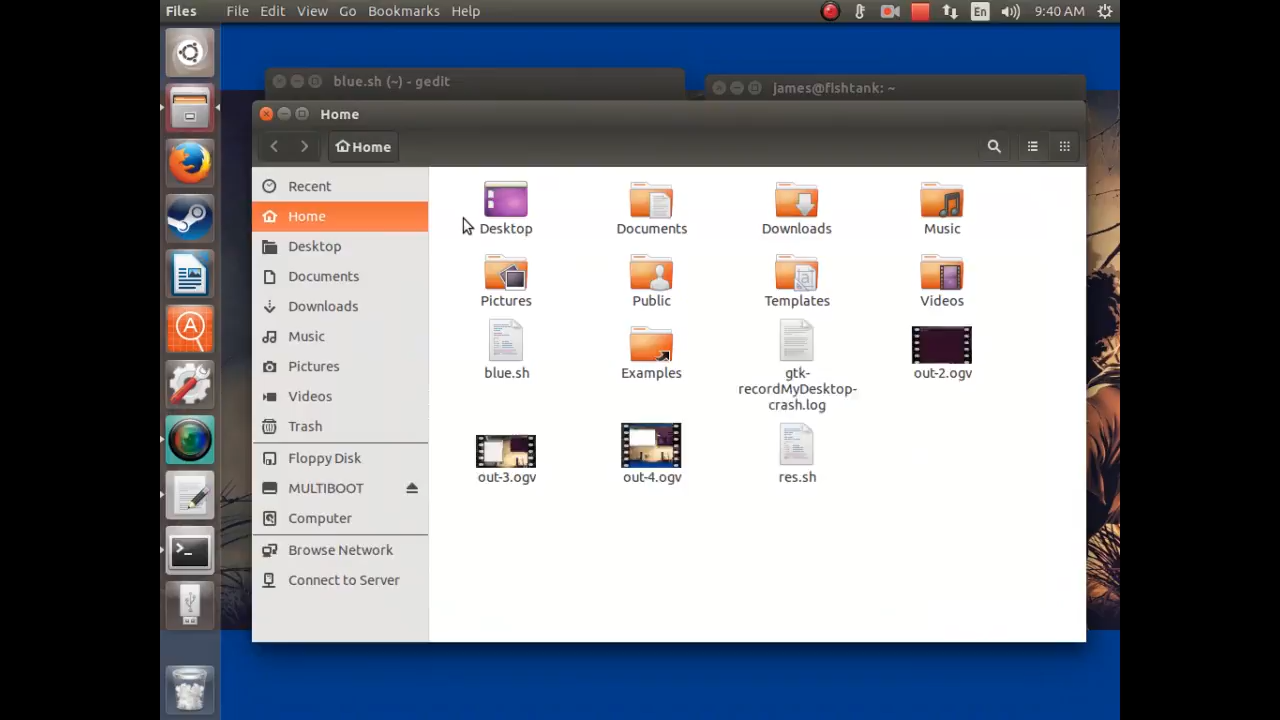 Files File Edit View Go Bookmarks Help En 9:40 AM
blue.sh (~) - gedit
james@fishtank: ~
Home
Home
Recent
Home
Desktop
Documents
Downloads
Music
Pictures
Videos
Trash
Floppy Disk
MULTIBOOT
Computer
Browse Network
Connect to Server
Desktop Documents Downloads Music
Pictures Public Templates Videos
blue.sh Examples gtk- out-2.ogv
recordMyDesktop-
crash.log
out-3.ogv out-4.ogv res.sh